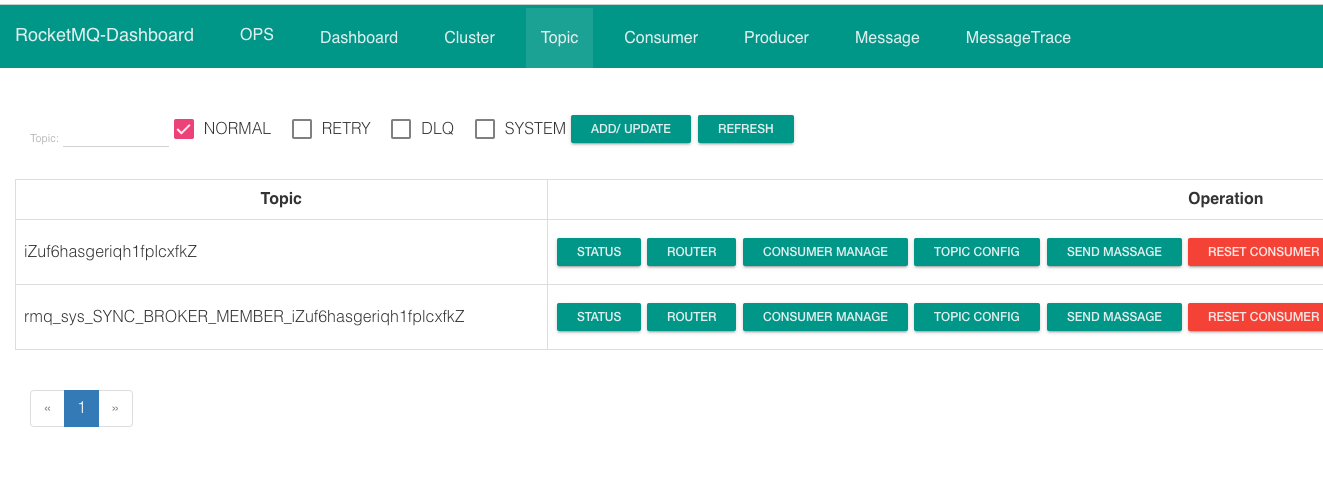 RocketMQ-Dashboard OPS Dashboard Cluster Topic Consumer Producer Message MessageTrace
Topic: NORMAL RETRY DLQ SYSTEM ADD/ UPDATE REFRESH
Topic Operation
iZuf6hasgeriqh1fplcxfkZ STATUS ROUTER CONSUMER MANAGE TOPIC CONFIG SEND MASSAGE RESET CONSUMER
rmq_sys_SYNC_BROKER_MEMBER_iZuf6hasgeriqh1fplcxfkZ STATUS ROUTER CONSUMER MANAGE TOPIC CONFIG SEND MASSAGE RESET CONSUMER
« 1 »